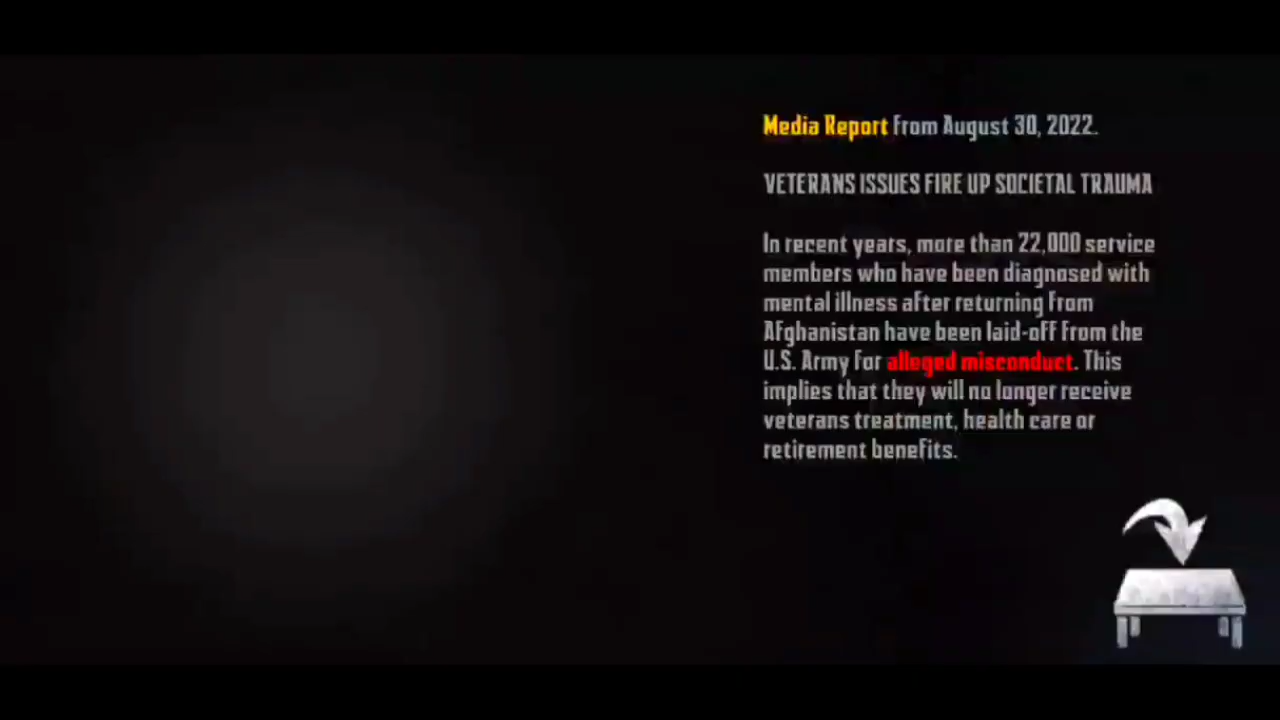 Media Report from August 30, 2022.
VETERANS ISSUES FIRE UP SOCIETAL TRAUMA
In recent years, more than 22,000 service
members who have been diagnosed with
mental illness after returning from
Afghanistan have been laid-off from the
U.S. Army for alleged misconduct. This
implies that they will no longer receive
veterans treatment, health care or
retirement benefits.